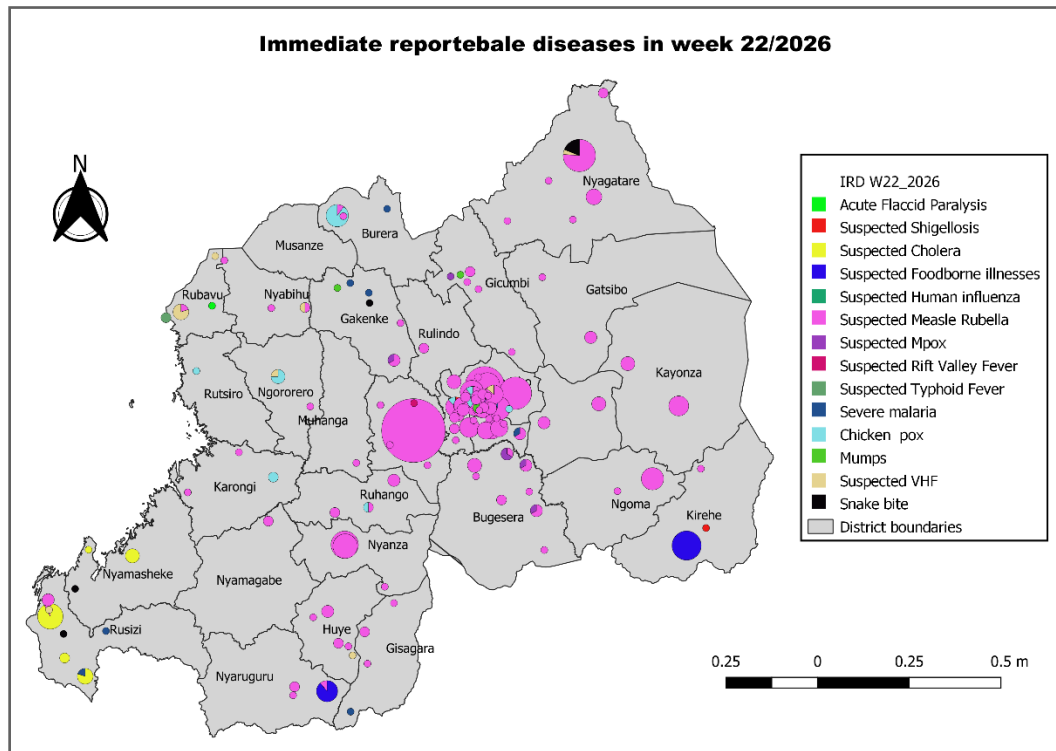 Immediate reportebale diseases in week 22/2026
N
Nyagatare
Burera
Musanze
Gicumbi
Gatsibo
Rubavu
Nyabihu
Gakenke
Rulindo
Kayonza
Rutsiro
Ngororero
Muhanga
Karongi
Ruhango
Bugesera
Ngoma
Kirehe
Nyanza
Nyamasheke
Nyamagabe
Rusizi
Huye
Gisagara
Nyaruguru
IRD W22_2026
Acute Flaccid Paralysis
Suspected Shigellosis
Suspected Cholera
Suspected Foodborne illnesses
Suspected Human influenza
Suspected Measle Rubella
Suspected Mpox
Suspected Rift Valley Fever
Suspected Typhoid Fever
Severe malaria
Chicken pox
Mumps
Suspected VHF
Snake bite
District boundaries
0.25 0 0.25 0.5 m